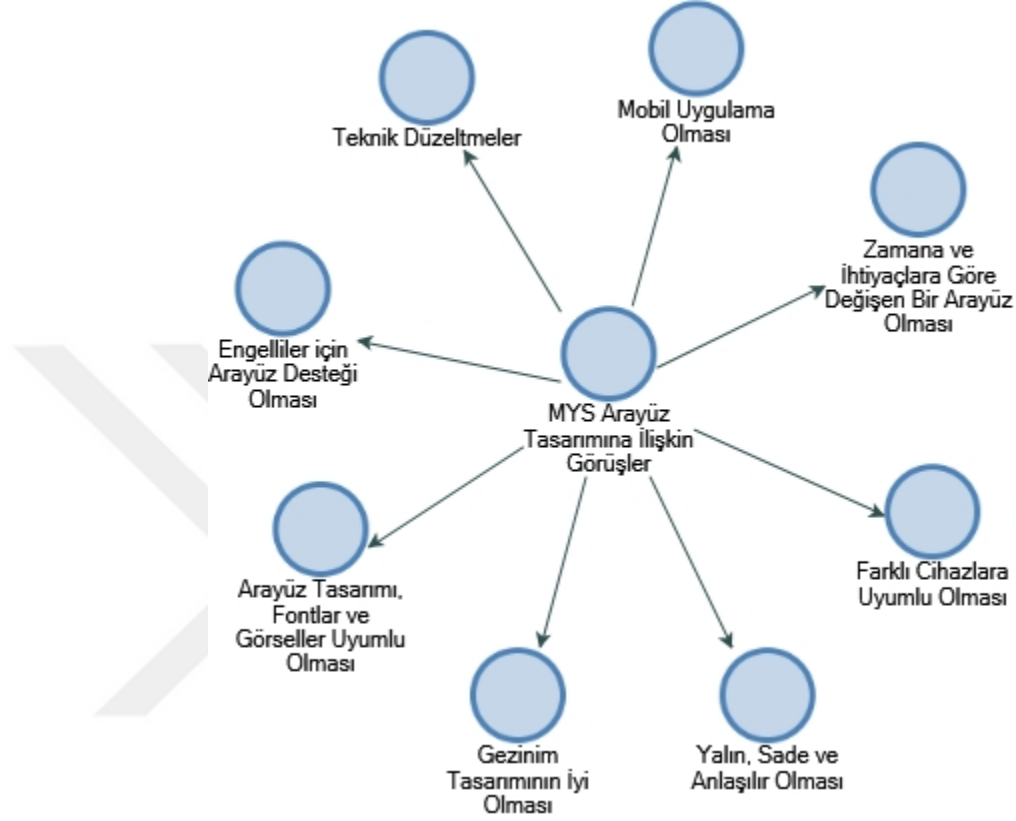 Teknik Düzeltmeler
Mobil Uygulama
Olması
Zamana ve
İhtiyaçlara Göre
Değişen Bir Arayüz
Olması
Engelliler için
Arayüz Desteği
Olması
MYS Arayüz
Tasarımına İlişkin
Görüşler
Farklı Cihazlara
Uyumlu Olması
Arayüz Tasarımı,
Fontlar ve
Görseller Uyumlu
Olması
Gezinim
Tasarımının İyi
Olması
Yalın, Sade ve
Anlaşılır Olması